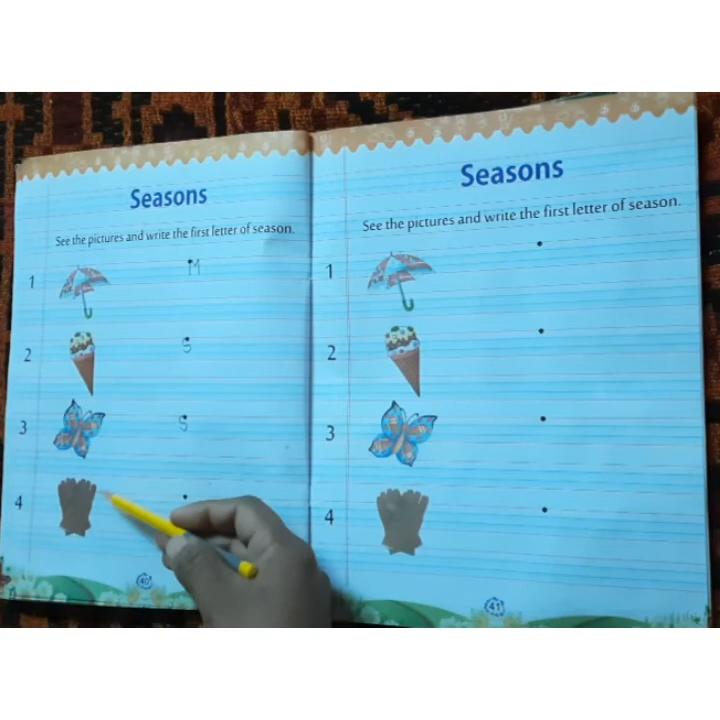 Seasons
See the pictures and write the first letter of season.
1 M
2 S
3 S
4
40
Seasons
See the pictures and write the first letter of season.
1
2
3
4
41